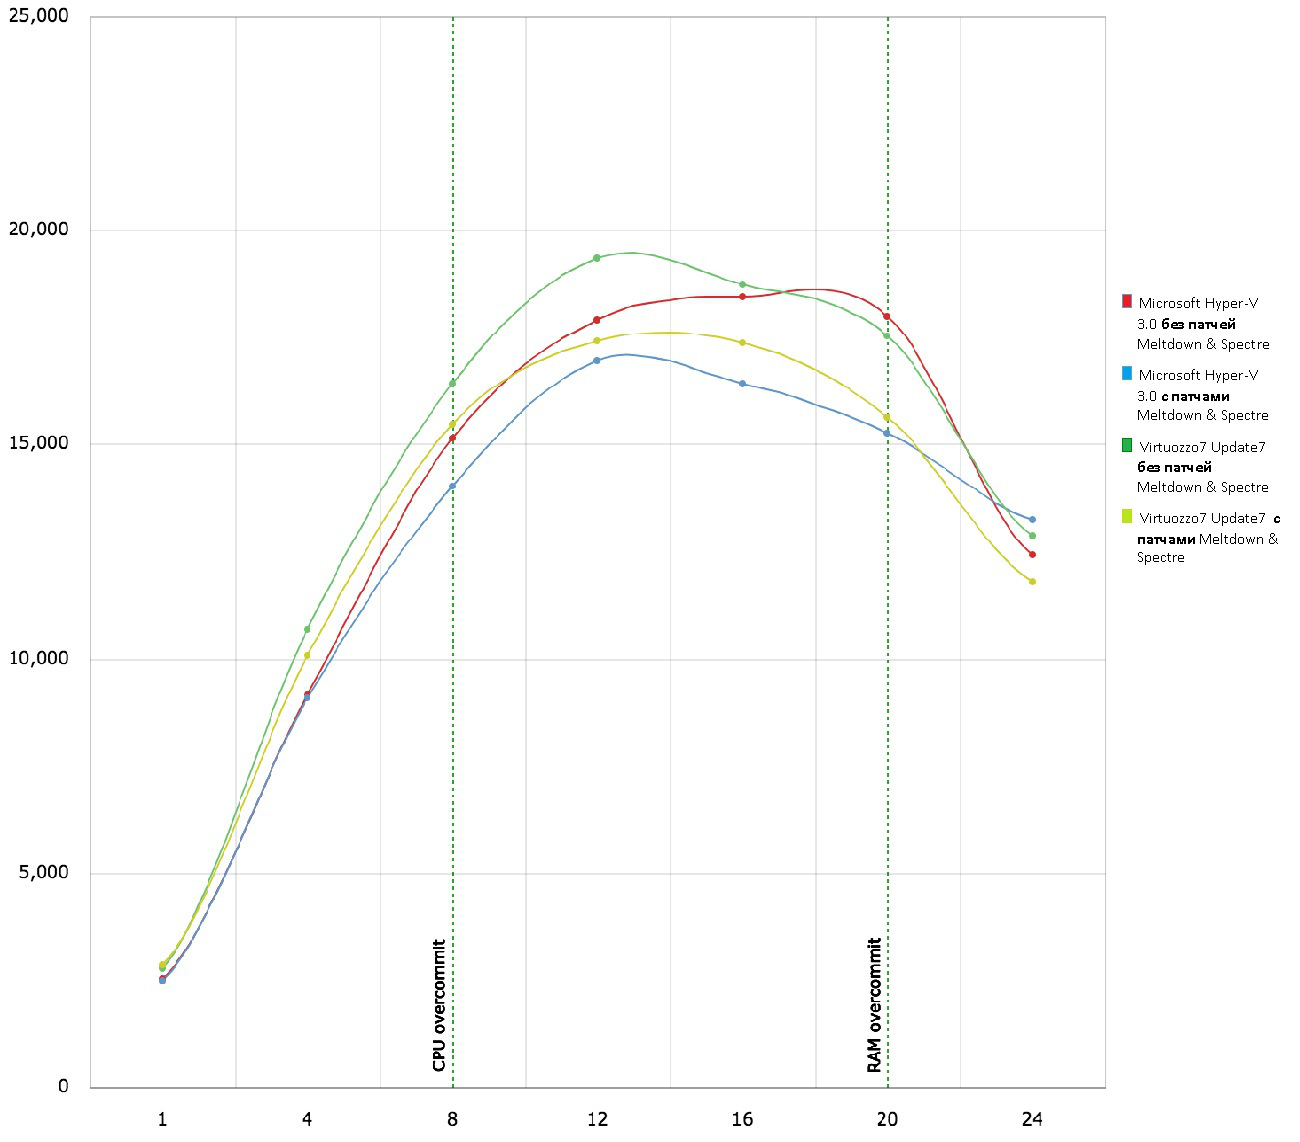 25,000
20,000
15,000
10,000
5,000
0
CPU overcommit
RAM overcommit
1 4 8 12 16 20 24
Microsoft Hyper-V
3.0 без патчей
Meltdown & Spectre
Microsoft Hyper-V
3.0 с патчами
Meltdown & Spectre
Virtuozzo7 Update7
без патчей
Meltdown & Spectre
Virtuozzo7 Update7 с
патчами Meltdown &
Spectre